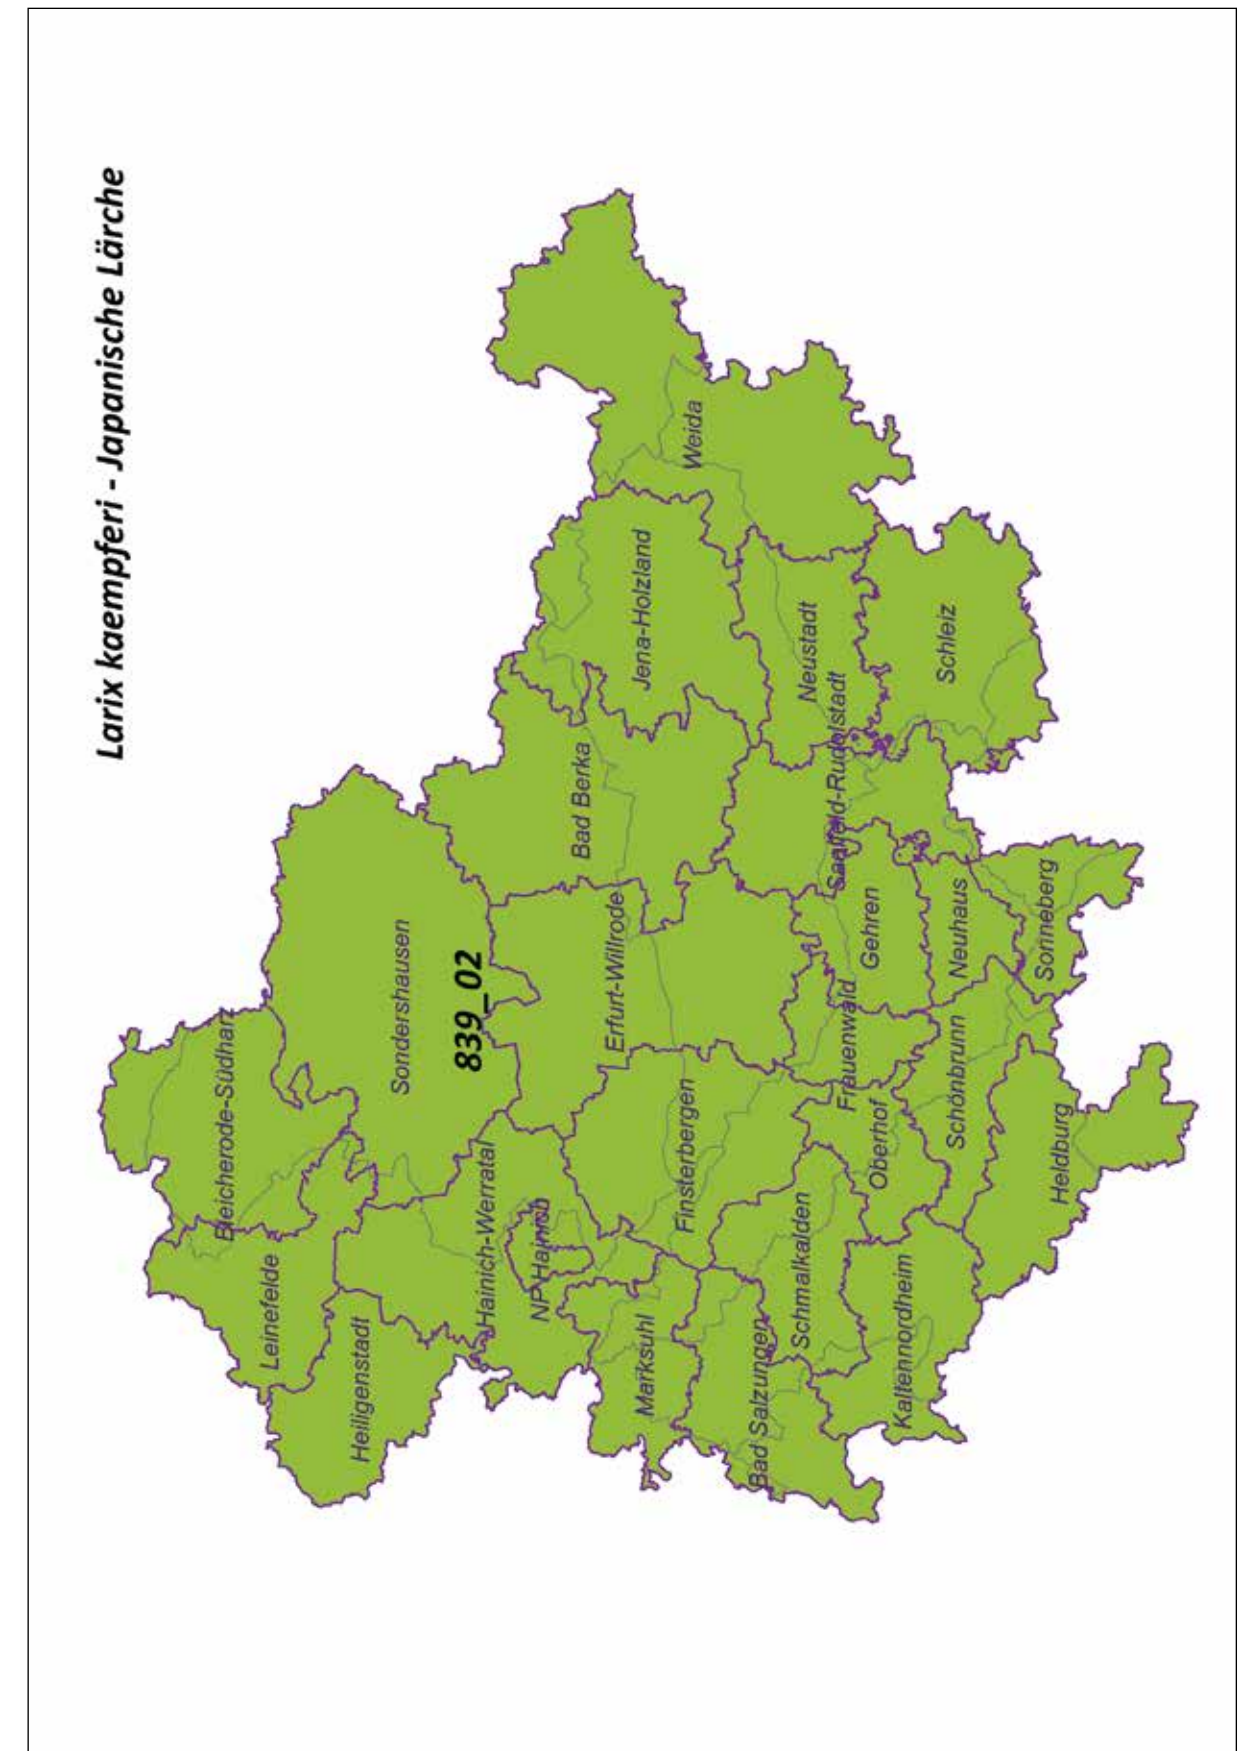 Larix kaempferi - Japanische Lärche
Bleicherode-Südharz
Leinefelde
Heiligenstadt
Sondershausen
839_02
Hainich-Werratal
NP Hainich
Bad Berka
Erfurt-Willrode
Jena-Holzland
Weida
Marksuhl
Finsterbergen
Bad Salzungen
Schmalkalden
Neustadt
Saalfeld-Rudolstadt
Frauenwald
Gehren
Oberhof
Kaltennordheim
Schleiz
Neuhaus
Schönbrunn
Sonneberg
Heldburg